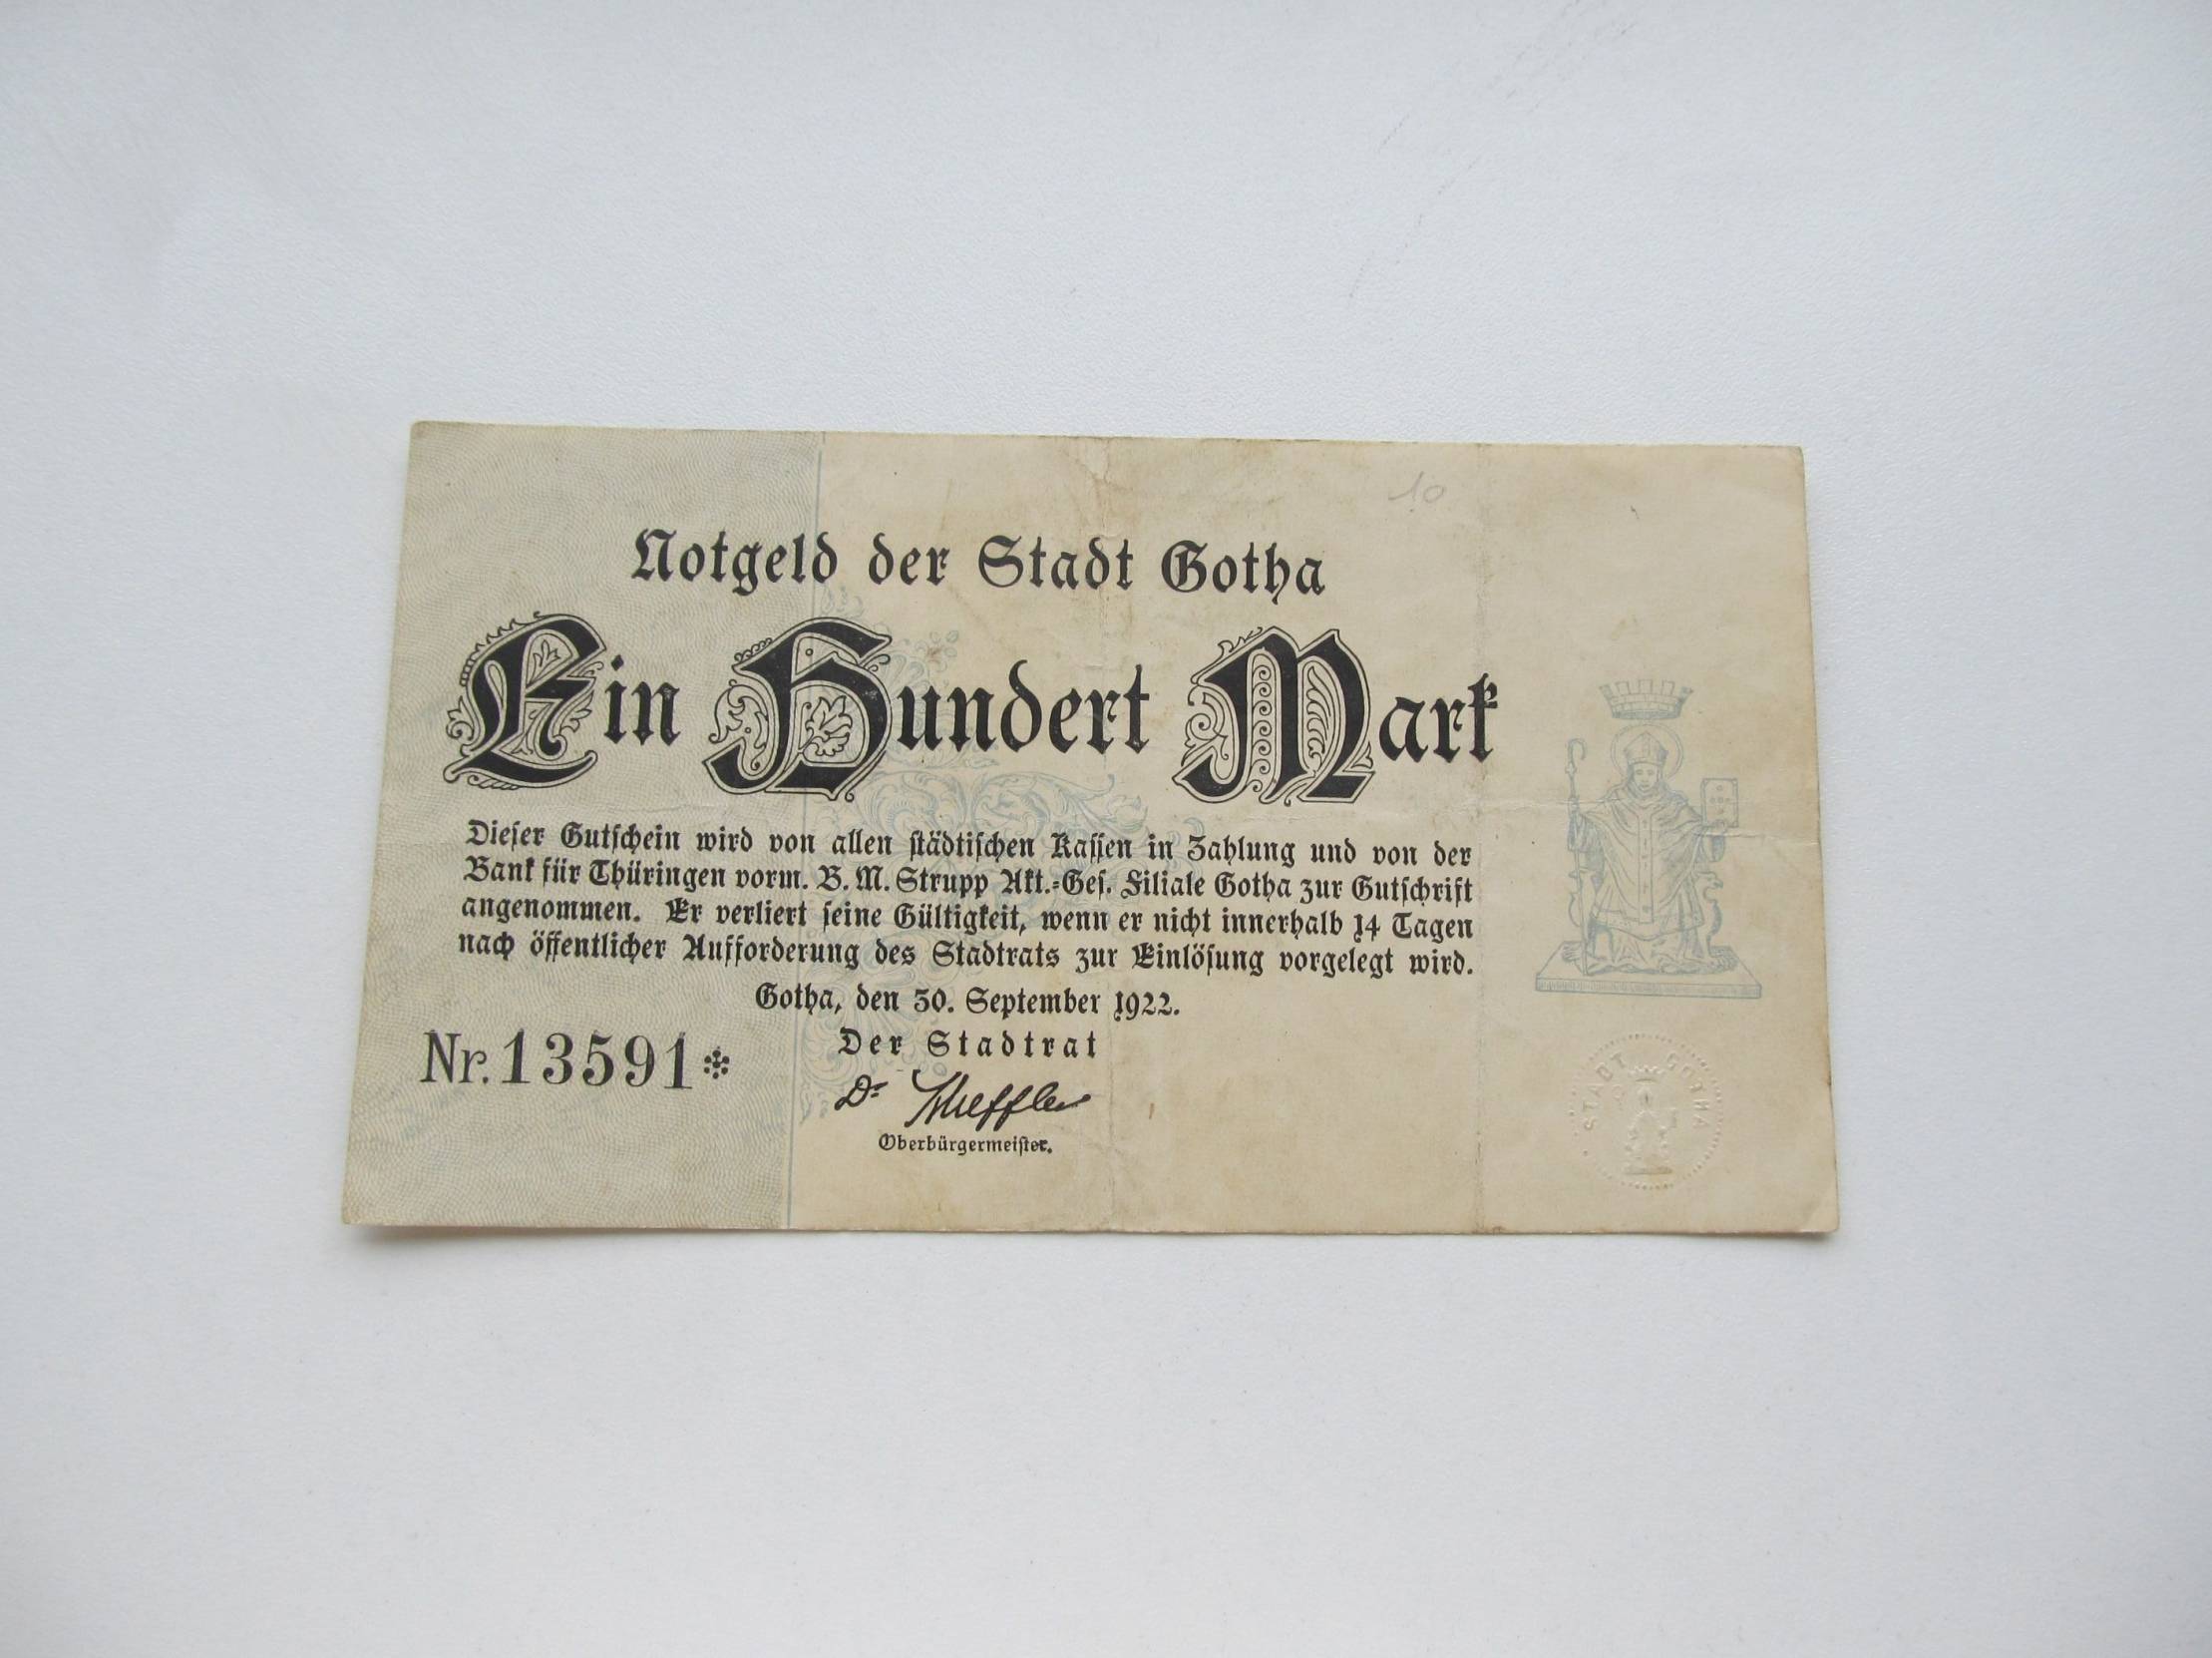 10
Notgeld der Stadt Gotha
Ein Hundert Mark
Dieser Gutschein wird von allen städtischen Kassen in Zahlung und von der
Bank für Thüringen vorm. B. M. Strupp Akt.-Ges. Filiale Gotha zur Gutschrift
angenommen. Er verliert seine Gültigkeit, wenn er nicht innerhalb 14 Tagen
nach öffentlicher Aufforderung des Stadtrats zur Einlösung vorgelegt wird.
Gotha, den 30. September 1922.
Der Stadtrat
Nr. 13591*
Dr Scheffler
Oberbürgermeister.
STADT GOTHA